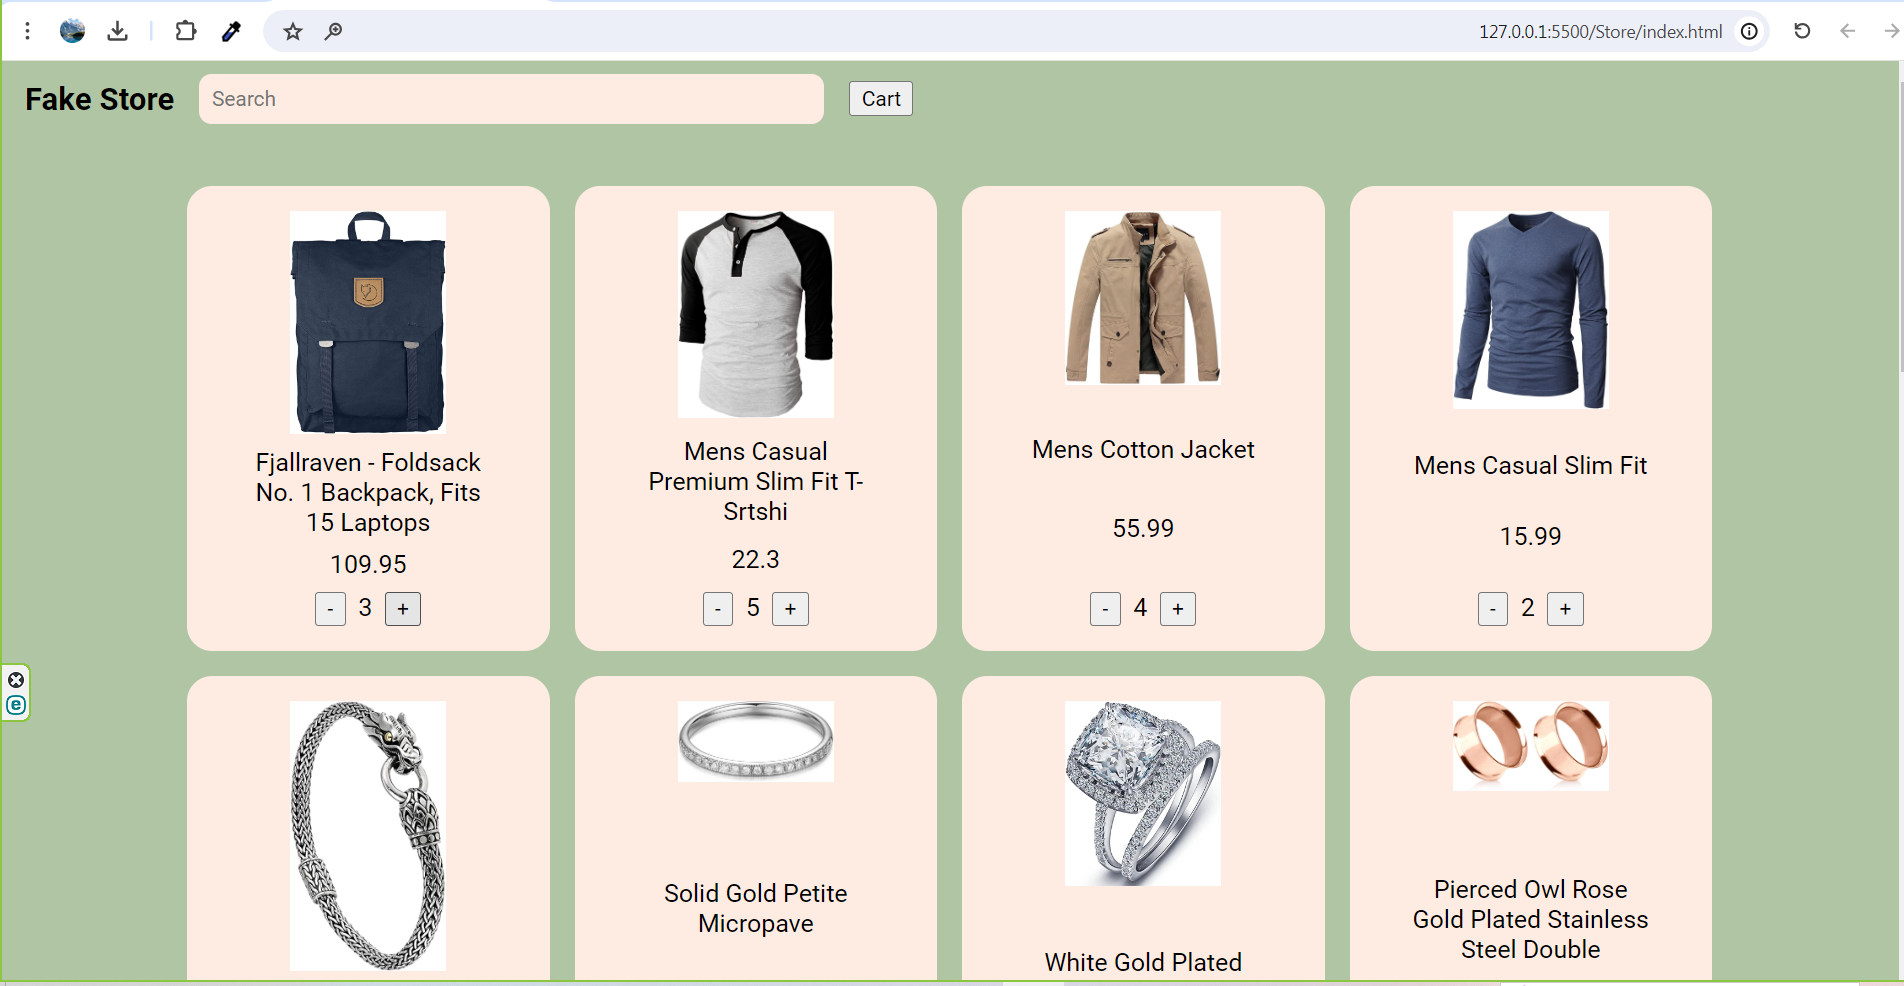 127.0.0.1:5500/Store/index.html
Fake Store
Search
Cart
Fjallraven - Foldsack
No. 1 Backpack, Fits
15 Laptops
109.95
- 3 +
Mens Casual
Premium Slim Fit T-
Srtshi
22.3
- 5 +
Mens Cotton Jacket
55.99
- 4 +
Mens Casual Slim Fit
15.99
- 2 +
Solid Gold Petite
Micropave
White Gold Plated
Pierced Owl Rose
Gold Plated Stainless
Steel Double
e